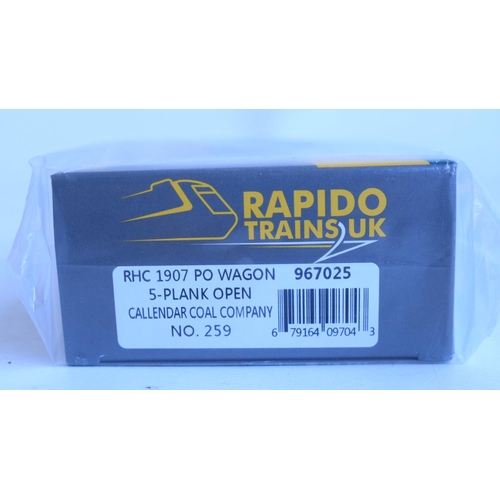 RAPIDO
TRAINS UK
RHC 1907 PO WAGON 967025
5-PLANK OPEN
CALLENDAR COAL COMPANY
NO. 259
6 79164 09704 3